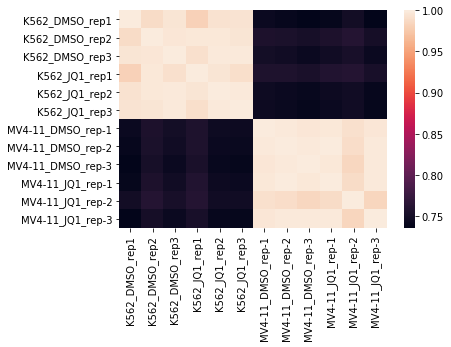 K562_DMSO_rep1
K562_DMSO_rep2
K562_DMSO_rep3
K562_JQ1_rep1
K562_JQ1_rep2
K562_JQ1_rep3
MV4-11_DMSO_rep-1
MV4-11_DMSO_rep-2
MV4-11_DMSO_rep-3
MV4-11_JQ1_rep-1
MV4-11_JQ1_rep-2
MV4-11_JQ1_rep-3
K562_DMSO_rep1
K562_DMSO_rep2
K562_DMSO_rep3
K562_JQ1_rep1
K562_JQ1_rep2
K562_JQ1_rep3
MV4-11_DMSO_rep-1
MV4-11_DMSO_rep-2
MV4-11_DMSO_rep-3
MV4-11_JQ1_rep-1
MV4-11_JQ1_rep-2
MV4-11_JQ1_rep-3
1.00
0.95
0.90
0.85
0.80
0.75